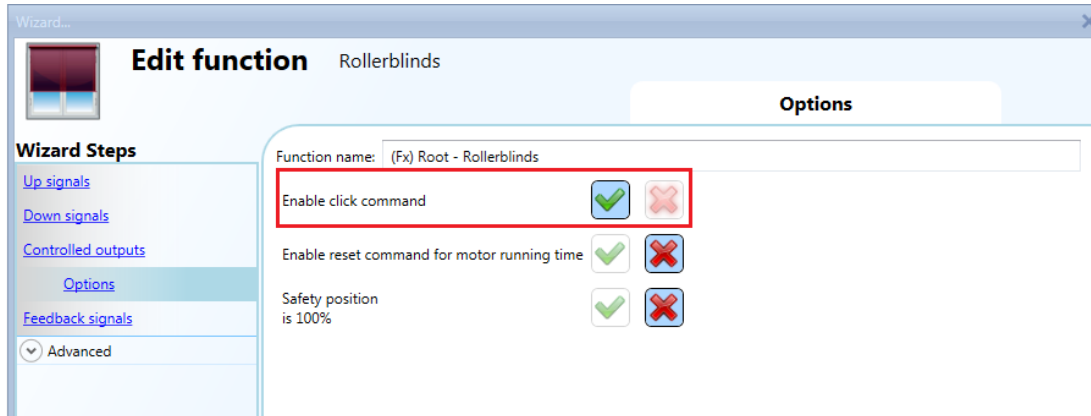 Wizard...
Edit function Rollerblinds
Options
Wizard Steps
Up signals
Down signals
Controlled outputs
Options
Feedback signals
Advanced
Function name: (Fx) Root - Rollerblinds
Enable click command
Enable reset command for motor running time
Safety position
is 100%